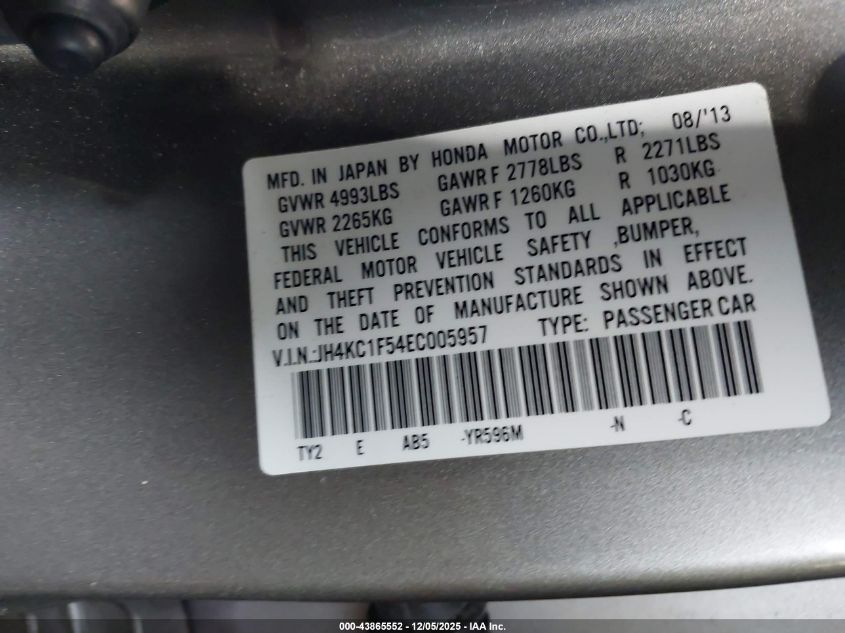 MFD. IN JAPAN BY HONDA MOTOR CO.,LTD; 08/'13
GVWR 4993LBS GAWR F 2778LBS R 2271LBS
GVWR 2265KG GAWR F 1260KG R 1030KG
THIS VEHICLE CONFORMS TO ALL APPLICABLE
FEDERAL MOTOR VEHICLE SAFETY ,BUMPER,
AND THEFT PREVENTION STANDARDS IN EFFECT
ON THE DATE OF MANUFACTURE SHOWN ABOVE.
V.I.N.:JH4KC1F54EC005957 TYPE: PASSENGER CAR
TY2 E AB5 -YR596M -N -C
000-43865552 - 12/05/2025 - IAA Inc.